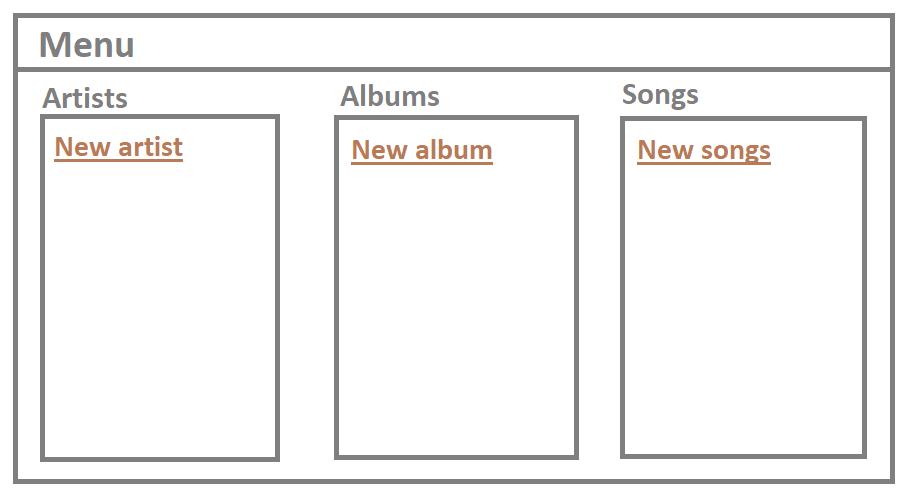 Menu
Artists
Albums
Songs
New artist
New album
New songs